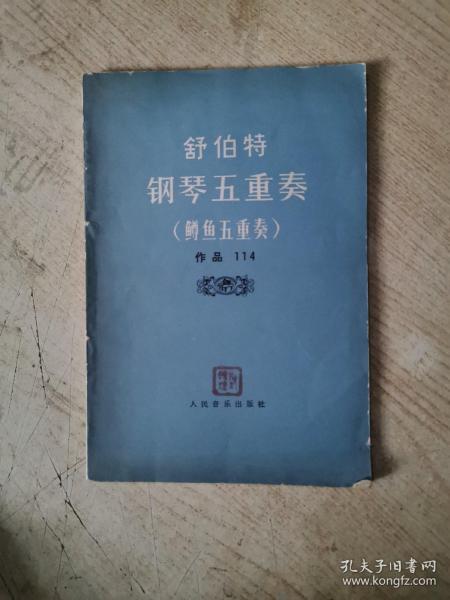 舒伯特
钢琴五重奏
(鳟鱼五重奏)
作品 114
人民音乐出版社
孔夫子旧书网
www.kongfz.com